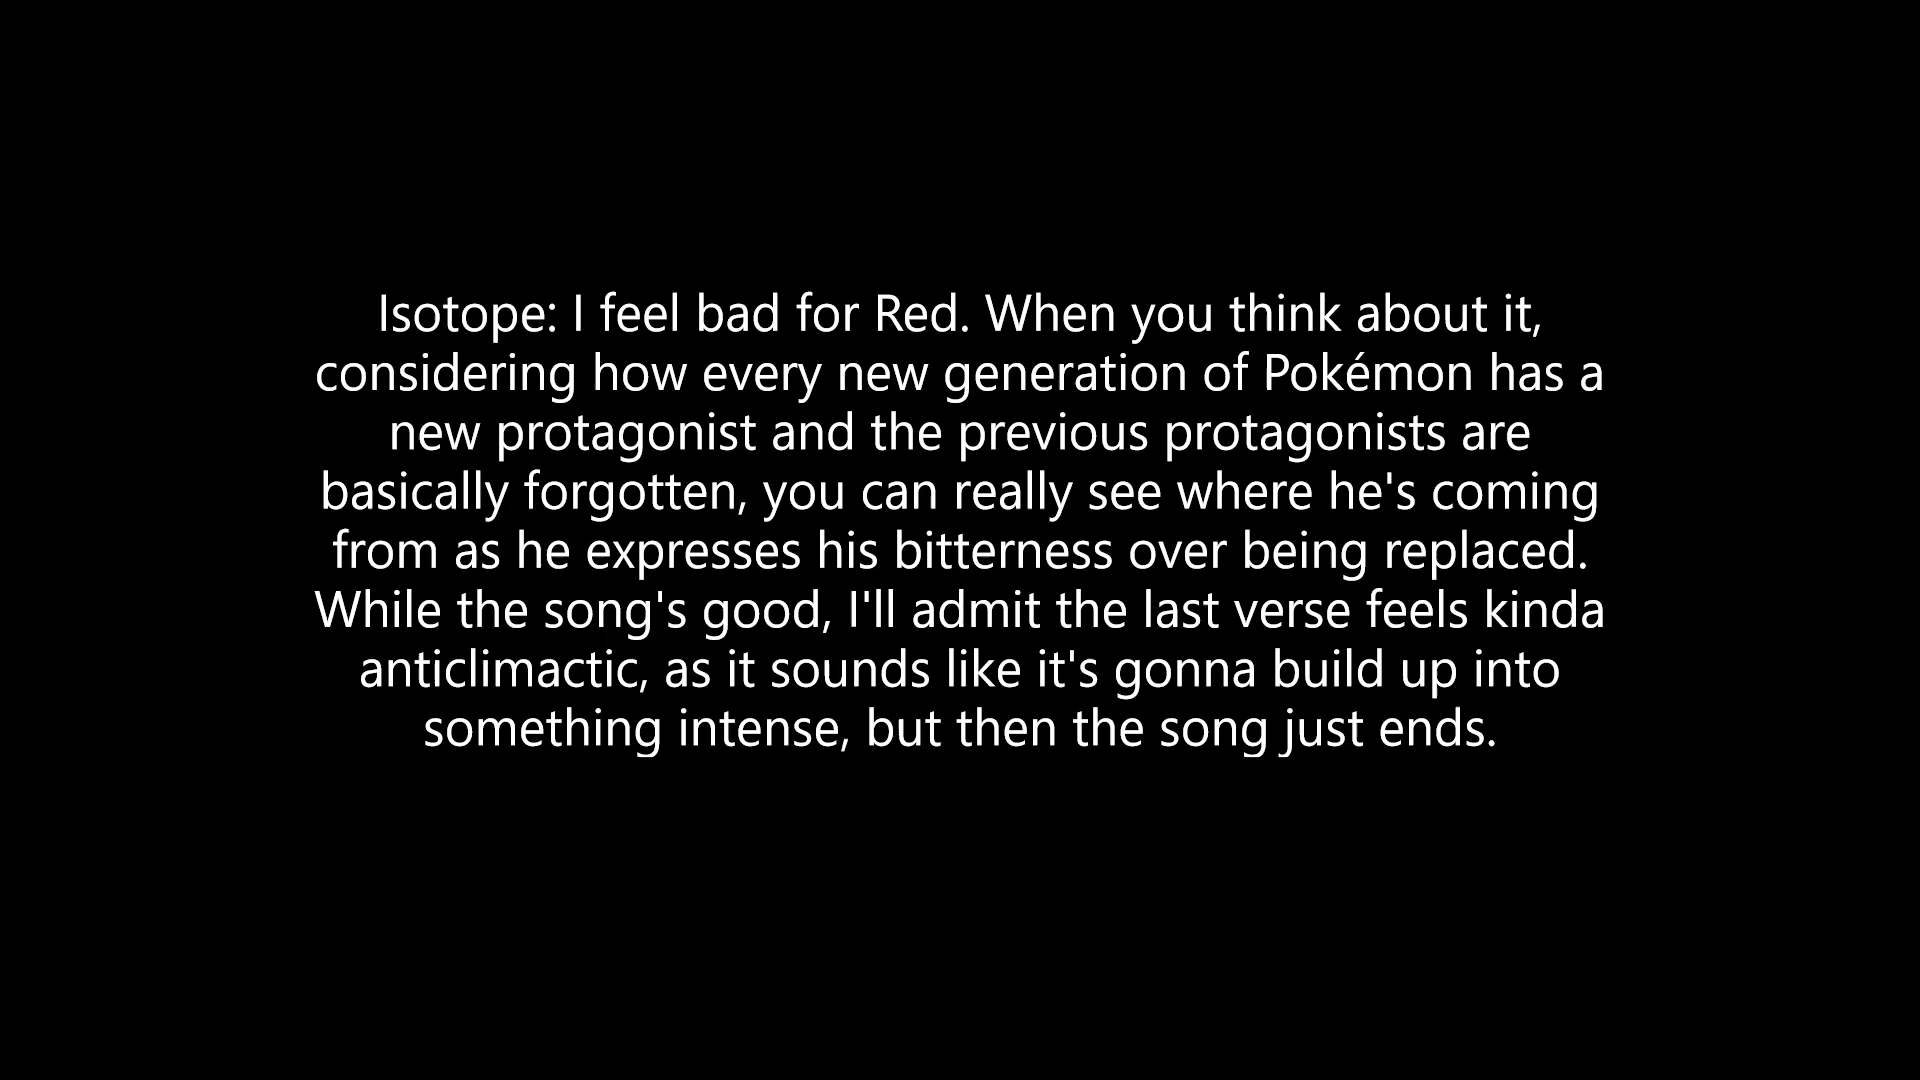 Isotope: I feel bad for Red. When you think about it,
considering how every new generation of Pokémon has a
new protagonist and the previous protagonists are
basically forgotten, you can really see where he's coming
from as he expresses his bitterness over being replaced.
While the song's good, I'll admit the last verse feels kinda
anticlimactic, as it sounds like it's gonna build up into
something intense, but then the song just ends.